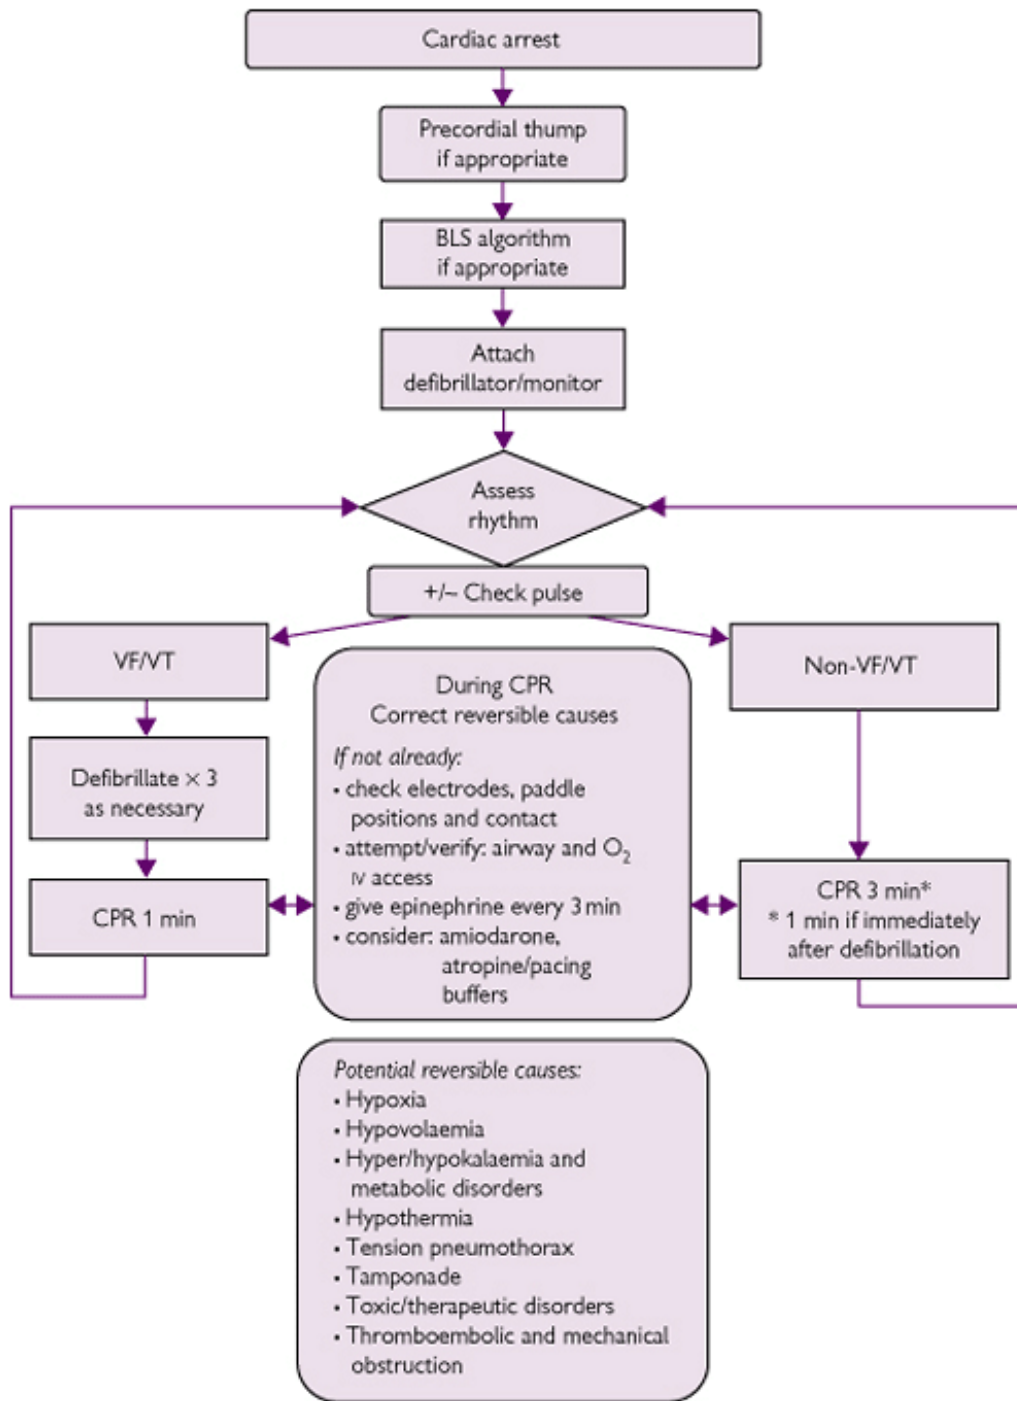 Cardiac arrest
Precordial thump
if appropriate
BLS algorithm
if appropriate
Attach
defibrillator/monitor
Assess
rhythm
+/– Check pulse
VF/VT
Non-VF/VT
Defibrillate × 3
as necessary
CPR 1 min
During CPR
Correct reversible causes
If not already:
• check electrodes, paddle
positions and contact
• attempt/verify: airway and O₂
IV access
• give epinephrine every 3 min
• consider: amiodarone,
atropine/pacing
buffers
CPR 3 min*
* 1 min if immediately
after defibrillation
Potential reversible causes:
• Hypoxia
• Hypovolaemia
• Hyper/hypokalaemia and
metabolic disorders
• Hypothermia
• Tension pneumothorax
• Tamponade
• Toxic/therapeutic disorders
• Thromboembolic and mechanical
obstruction